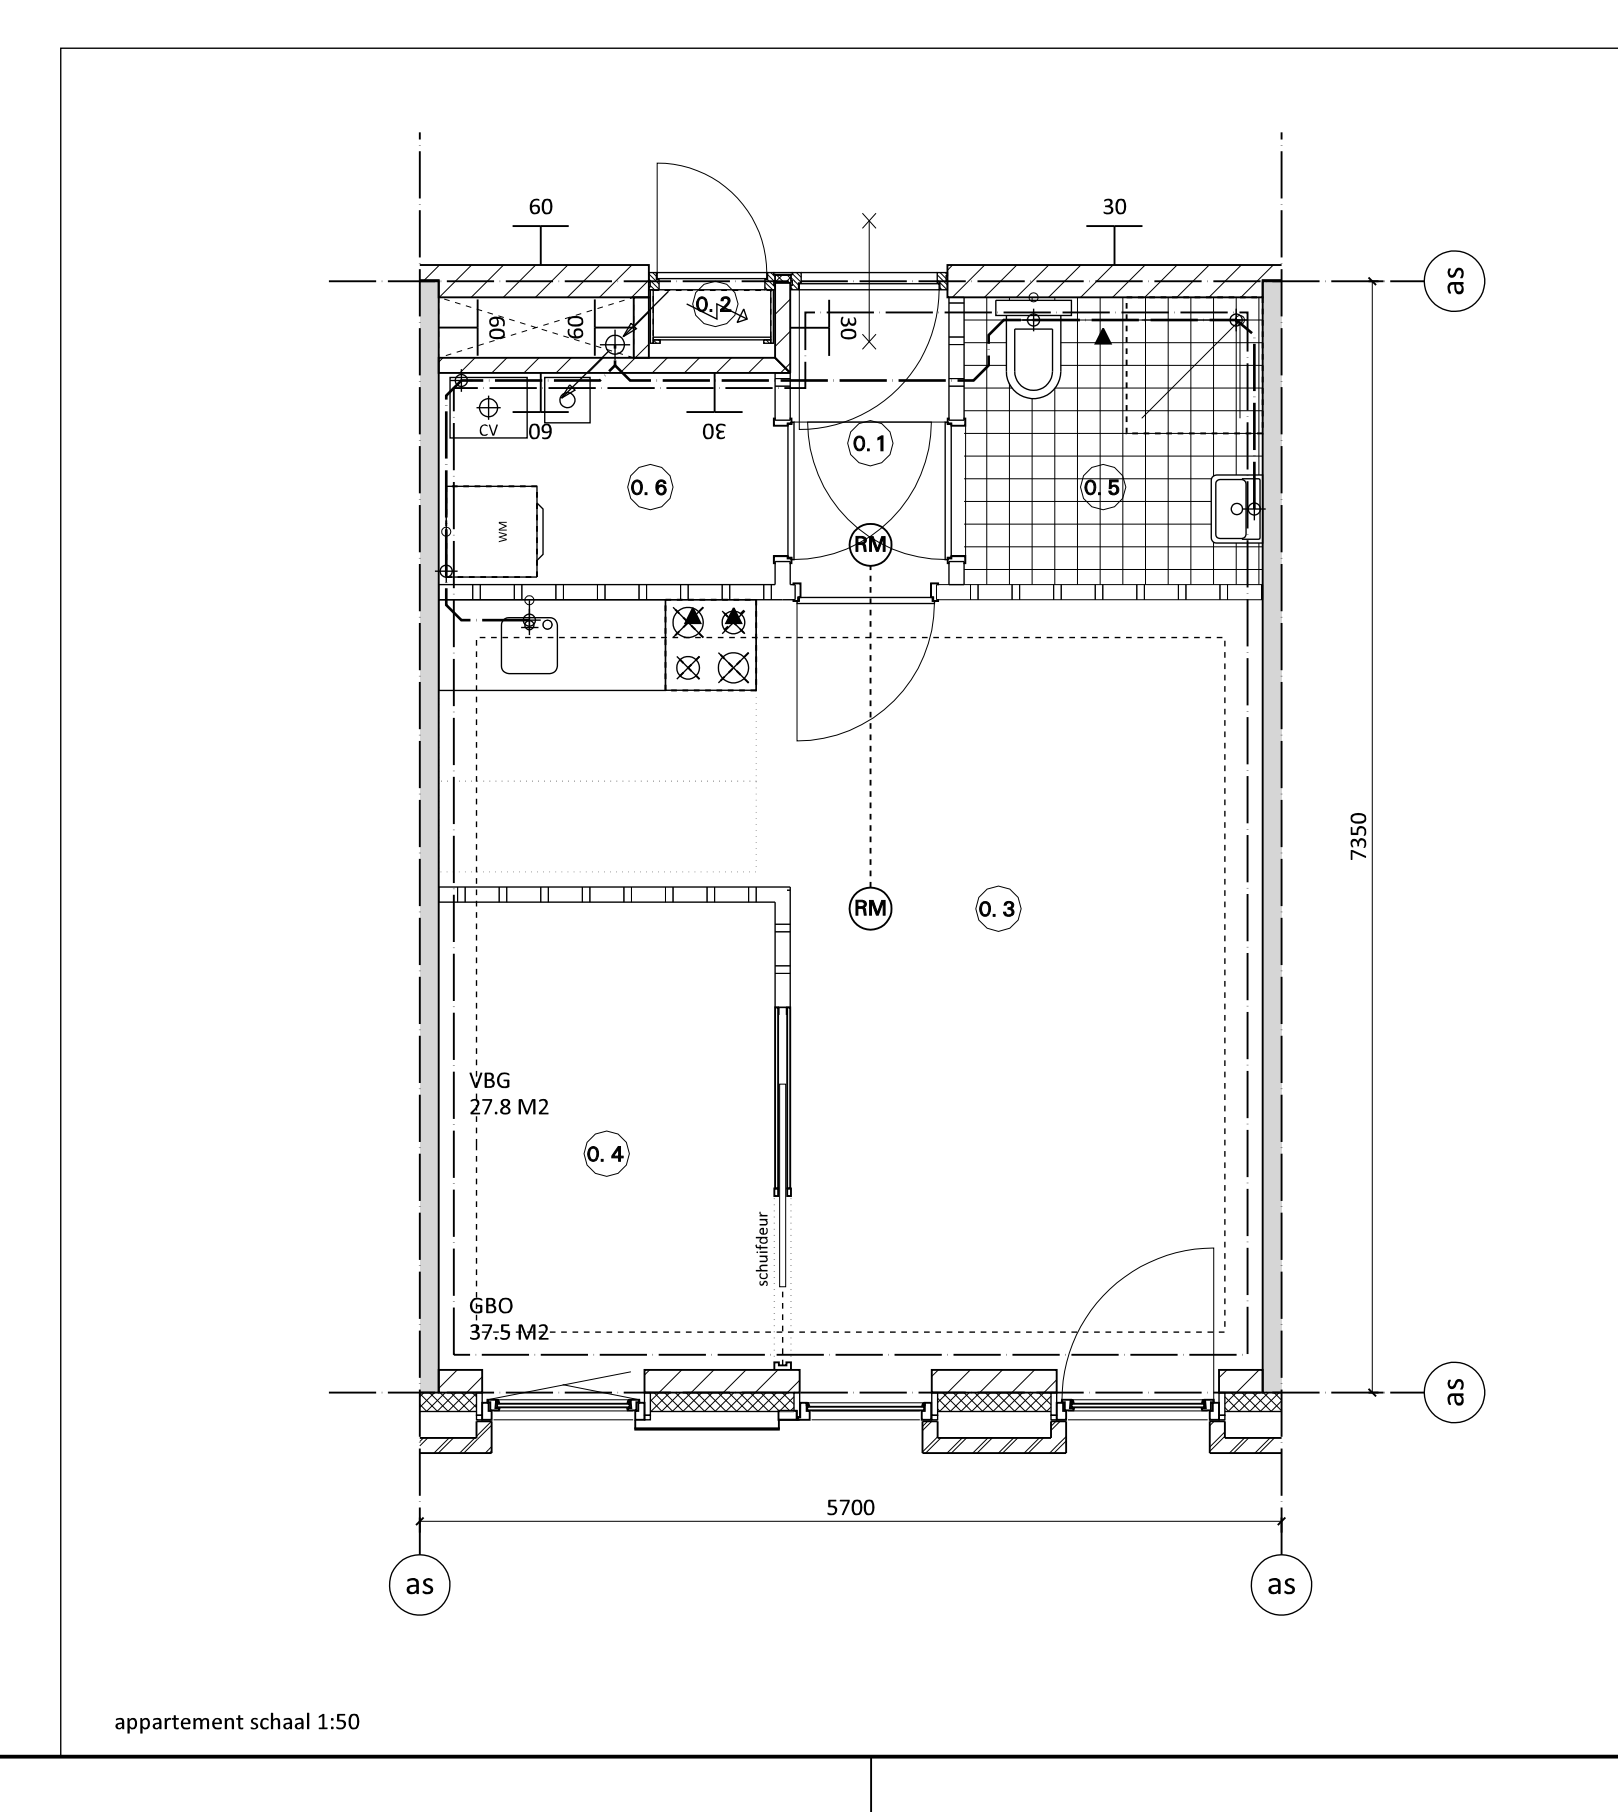 60
30
as
0.2
60
60
30
CV
60
30
0.1
0.6
0.5
WM
RM
7350
RM
0.3
VBG
27.8 M2
0.4
schuifdeur
GBO
37.5 M2
as
5700
as
as
appartement schaal 1:50